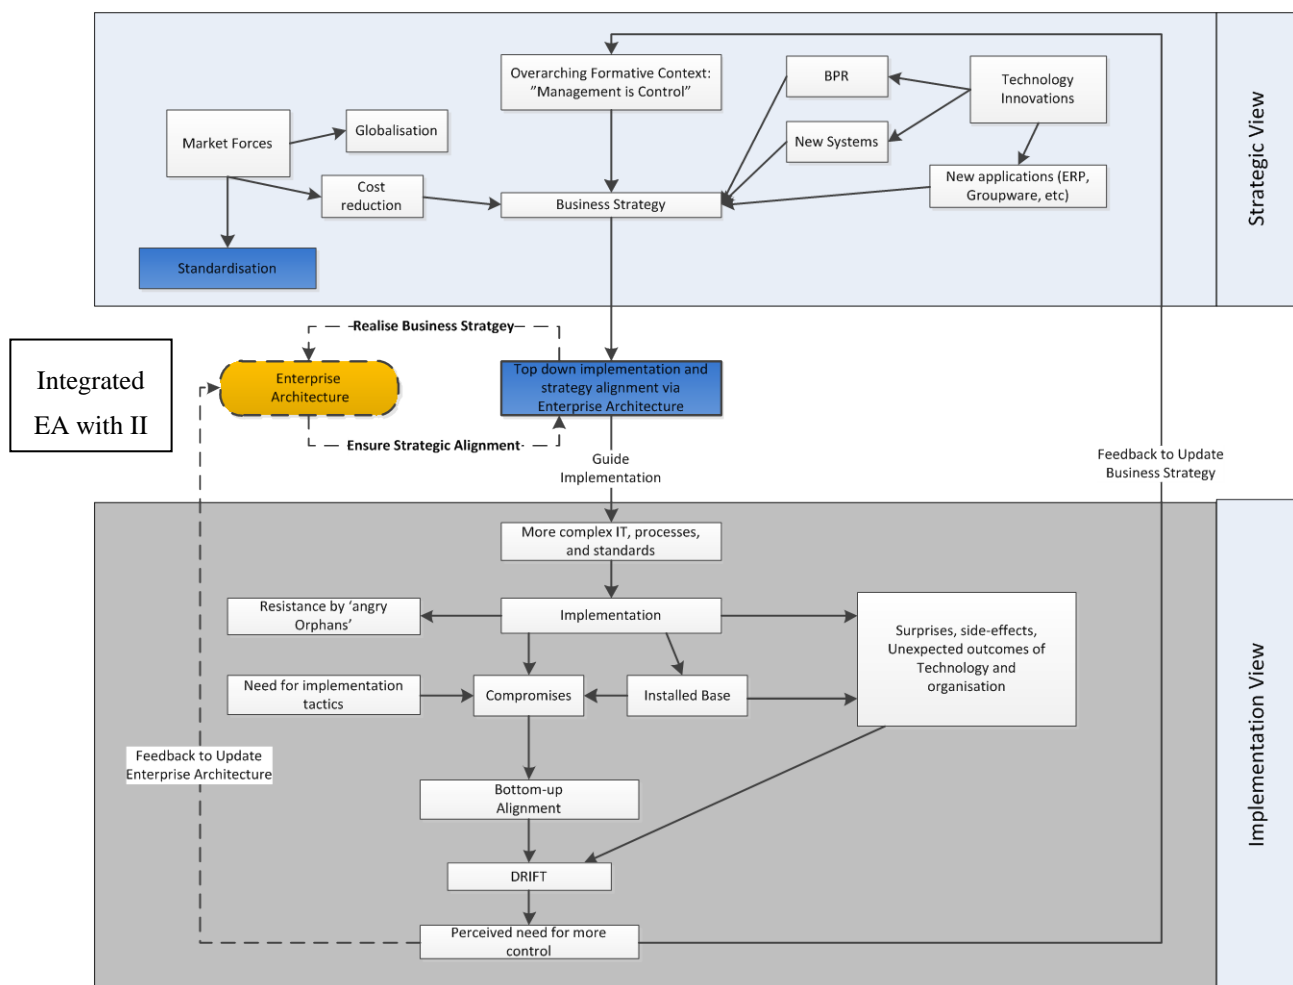 Overarching Formative Context:
”Management is Control”
BPR
Technology
Innovations
Strategic View
Market Forces
Globalisation
New Systems
Cost
reduction
Business Strategy
New applications (ERP,
Groupware, etc)
Standardisation
Realise Business Stratgey
Integrated
EA with II
Enterprise
Architecture
Top down implementation and
strategy alignment via
Enterprise Architecture
Ensure Strategic Alignment
Guide
Implementation
Feedback to Update
Business Strategy
More complex IT, processes,
and standards
Resistance by ‘angry
Orphans’
Implementation
Surprises, side-effects,
Unexpected outcomes of
Technology and
organisation
Need for implementation
tactics
Compromises
Installed Base
Implementation View
Feedback to Update
Enterprise Architecture
Bottom-up
Alignment
DRIFT
Perceived need for more
control